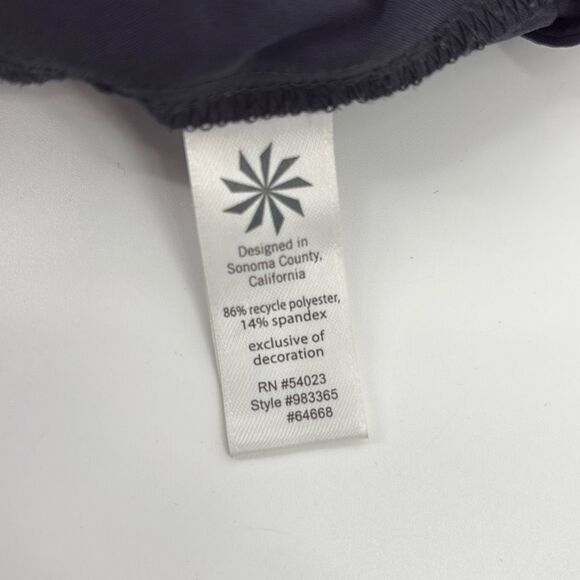 Designed in
Sonoma County,
California
86% recycle polyester,
14% spandex
exclusive of
decoration
RN #54023
Style #983365
#64668